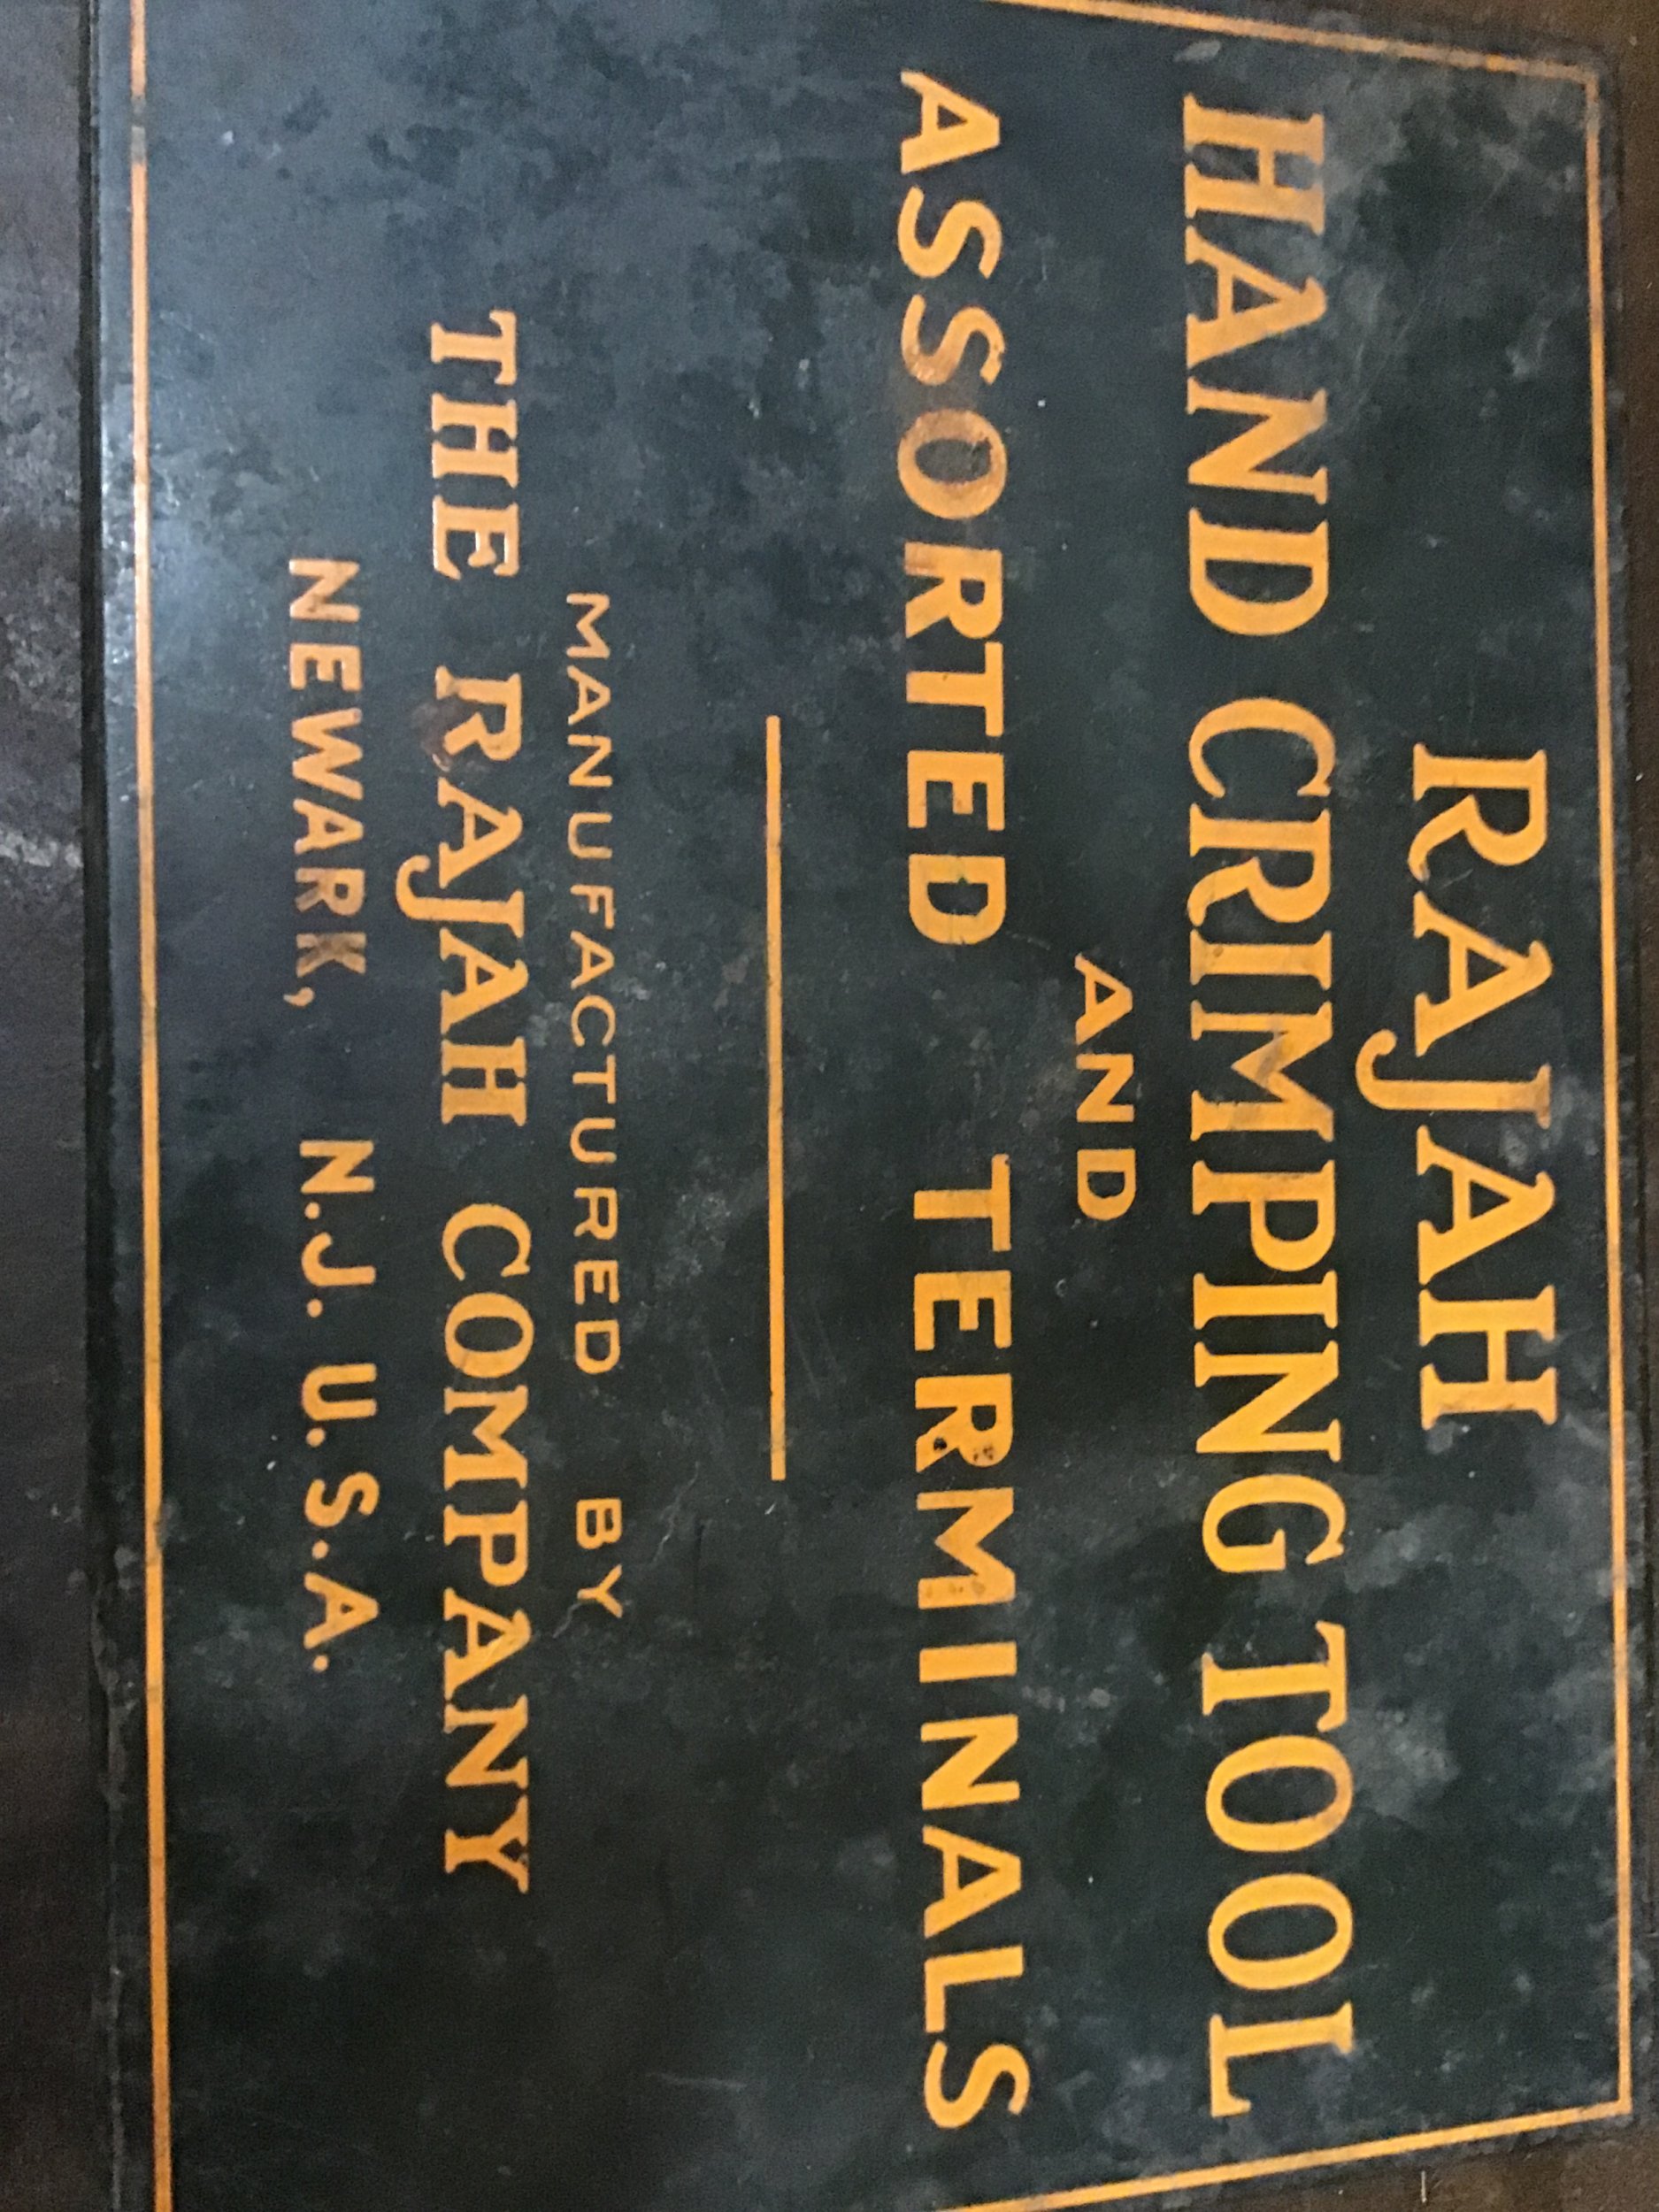 RAJAH
HAND CRIMPING TOOL
AND
ASSORTED TERMINALS
MANUFACTURED BY
THE RAJAH COMPANY
NEWARK, N.J. U.S.A.